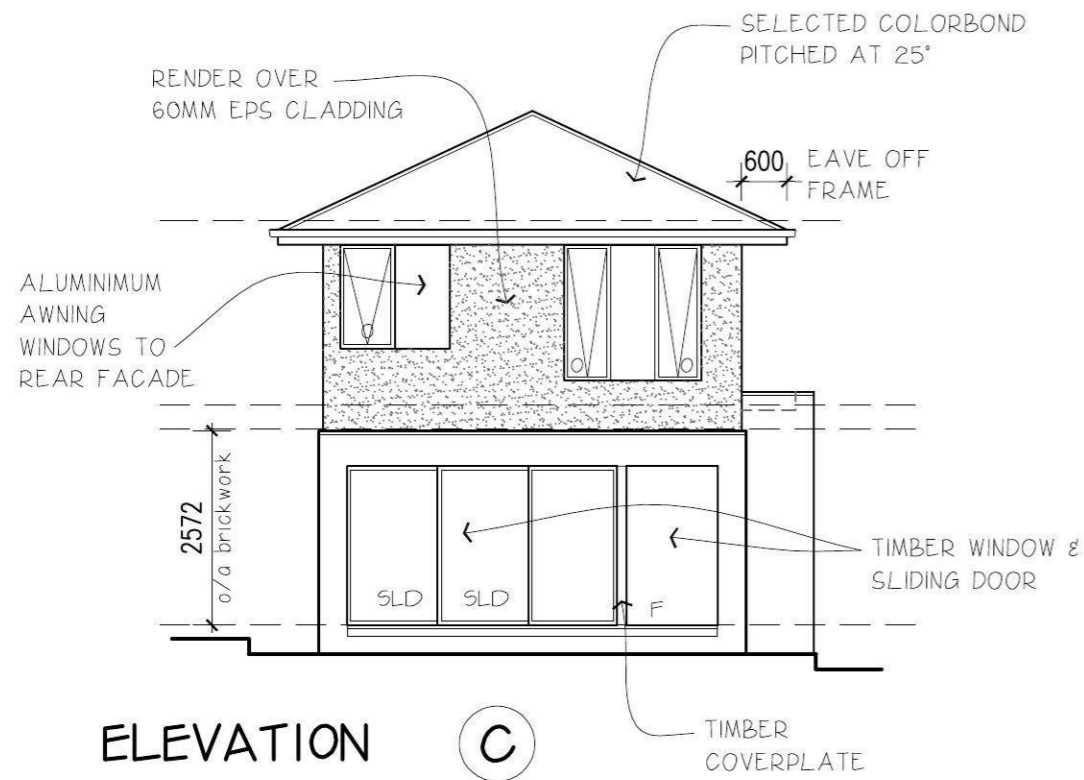 SELECTED COLORBOND
PITCHED AT 25°
RENDER OVER
60MM EPS CLADDING
600
EAVE OFF
FRAME
ALUMINIMUM
AWNING
WINDOWS TO
REAR FACADE
2572
o/a brickwork
SLD
SLD
F
TIMBER WINDOW &
SLIDING DOOR
TIMBER
COVERPLATE
ELEVATION
C